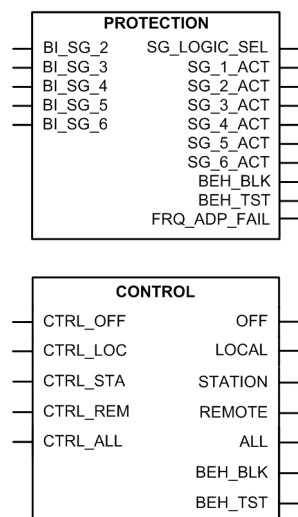 PROTECTION
BI_SG_2 SG_LOGIC_SEL
BI_SG_3 SG_1_ACT
BI_SG_4 SG_2_ACT
BI_SG_5 SG_3_ACT
BI_SG_6 SG_4_ACT
SG_5_ACT
SG_6_ACT
BEH_BLK
BEH_TST
FRQ_ADP_FAIL
CONTROL
CTRL_OFF OFF
CTRL_LOC LOCAL
CTRL_STA STATION
CTRL_REM REMOTE
CTRL_ALL ALL
BEH_BLK
BEH_TST